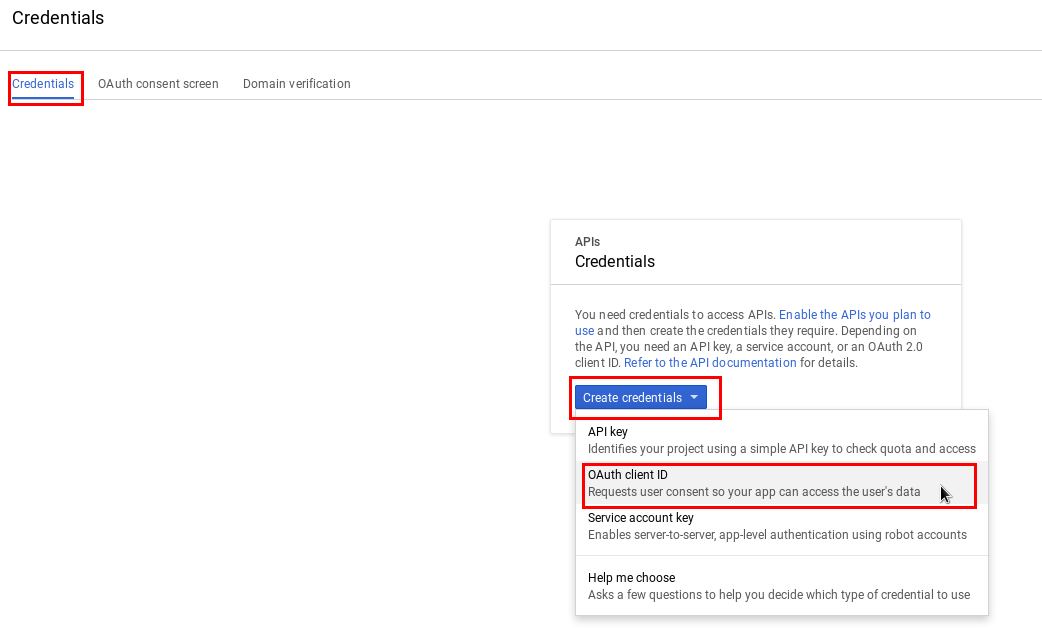 Credentials
Credentials OAuth consent screen Domain verification
APIs
Credentials
You need credentials to access APIs. Enable the APIs you plan to
use and then create the credentials they require. Depending on
the API, you need an API key, a service account, or an OAuth 2.0
client ID. Refer to the API documentation for details.
Create credentials
API key
Identifies your project using a simple API key to check quota and access
OAuth client ID
Requests user consent so your app can access the user's data
Service account key
Enables server-to-server, app-level authentication using robot accounts
Help me choose
Asks a few questions to help you decide which type of credential to use